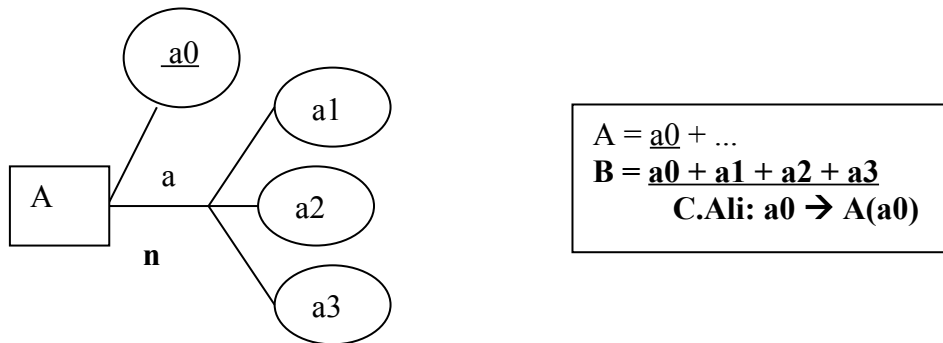 a0
a1
A
a
a2
n
a3
A = a0 + ...
B = a0 + a1 + a2 + a3
C.Ali: a0 → A(a0)